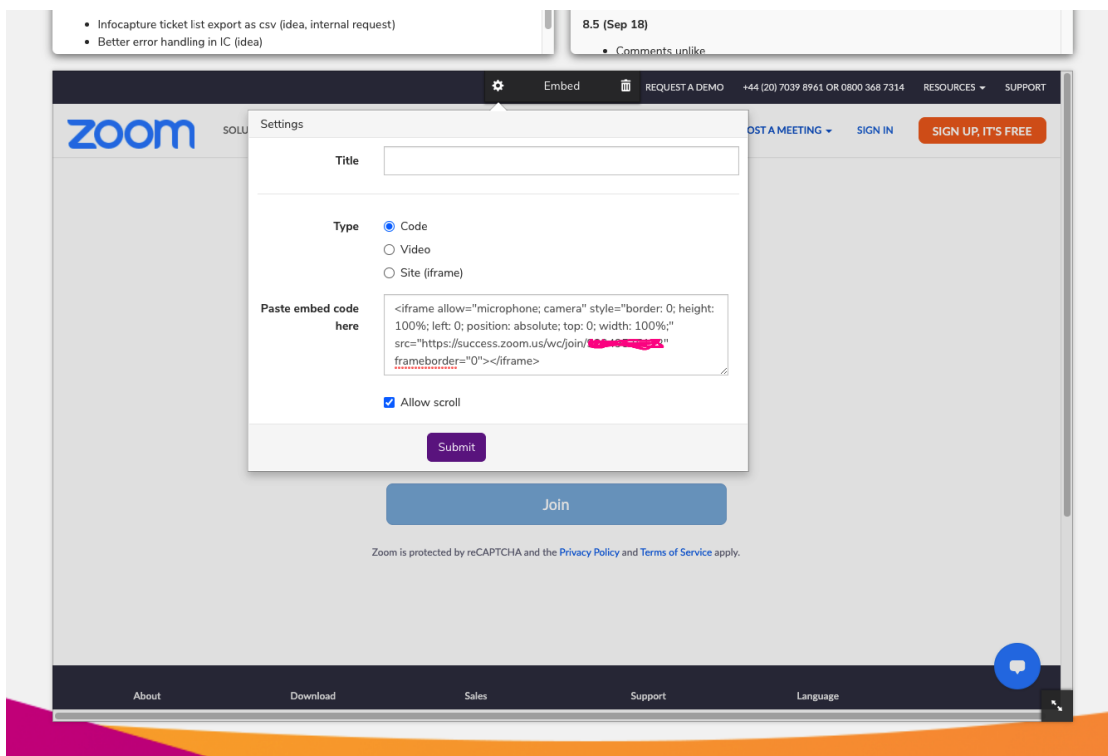 Infocapture ticket list export as csv (idea, internal request)
Better error handling in IC (idea)
8.5 (Sep 18)
Comments unlike
Embed
REQUEST A DEMO
+44 (20) 7039 8961 OR 0800 368 7314
RESOURCES
SUPPORT
zoom
SOLU
OST A MEETING
SIGN IN
SIGN UP, IT'S FREE
Settings
Title
Type
Code
Video
Site (iframe)
Paste embed code
here
<iframe allow="microphone; camera" style="border: 0; height:
100%; left: 0; position: absolute; top: 0; width: 100%;"
src="https://success.zoom.us/wc/join/
frameborder="0"></iframe>
Allow scroll
Submit
Join
Zoom is protected by reCAPTCHA and the Privacy Policy and Terms of Service apply.
About
Download
Sales
Support
Language